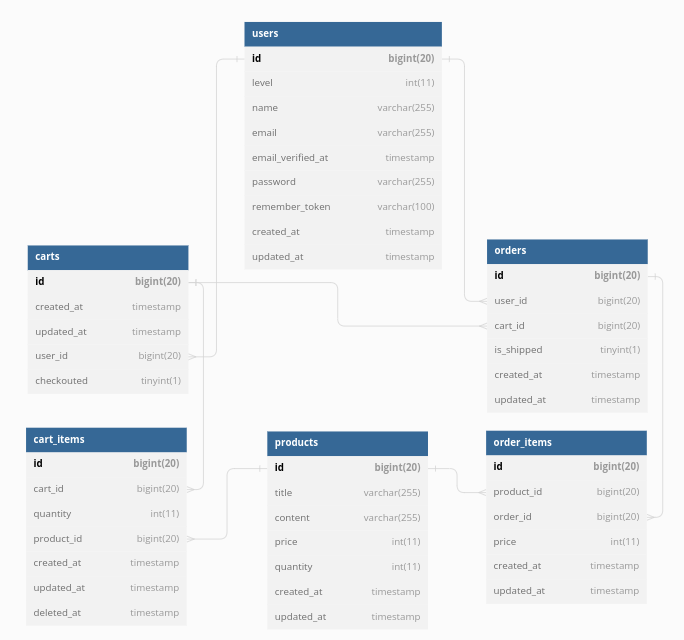 users
id bigint(20)
level int(11)
name varchar(255)
email varchar(255)
email_verified_at timestamp
password varchar(255)
remember_token varchar(100)
created_at timestamp
updated_at timestamp
carts
id bigint(20)
created_at timestamp
updated_at timestamp
user_id bigint(20)
checkouted tinyint(1)
orders
id bigint(20)
user_id bigint(20)
cart_id bigint(20)
is_shipped tinyint(1)
created_at timestamp
updated_at timestamp
cart_items
id bigint(20)
cart_id bigint(20)
quantity int(11)
product_id bigint(20)
created_at timestamp
updated_at timestamp
deleted_at timestamp
products
id bigint(20)
title varchar(255)
content varchar(255)
price int(11)
quantity int(11)
created_at timestamp
updated_at timestamp
order_items
id bigint(20)
product_id bigint(20)
order_id bigint(20)
price int(11)
created_at timestamp
updated_at timestamp